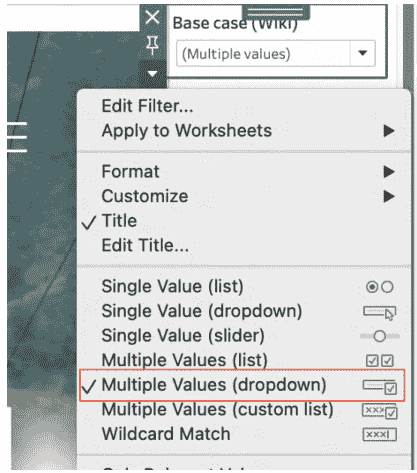 Base case (Wiki)
(Multiple values)
Edit Filter...
Apply to Worksheets
Format
Customize
Title
Edit Title...
Single Value (list)
Single Value (dropdown)
Single Value (slider)
Multiple Values (list)
Multiple Values (dropdown)
Multiple Values (custom list)
Wildcard Match